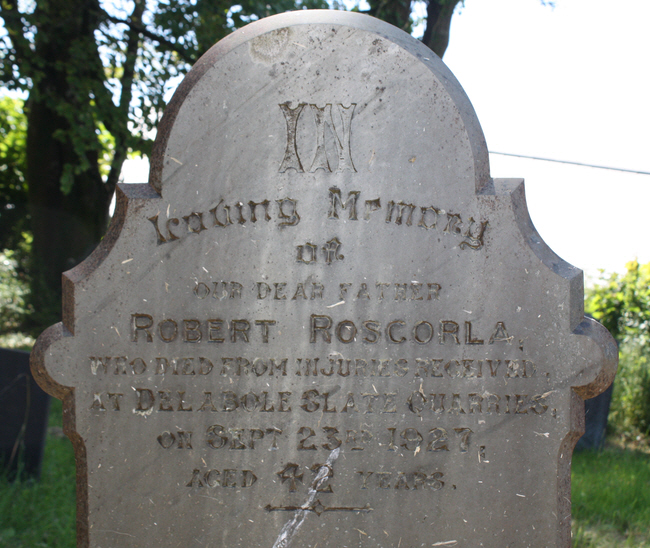 IN
Loving Memory
of
OUR DEAR FATHER
ROBERT ROSCORLA,
WHO DIED FROM INJURIES RECEIVED,
AT DELABOLE SLATE QUARRIES,
ON SEPT 23RD 1927,
AGED 42 YEARS.